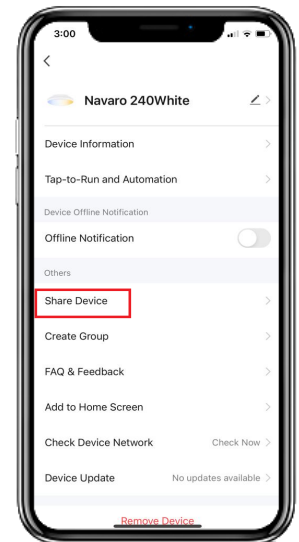 3:00
Navaro 240White
Device Information
Tap-to-Run and Automation
Device Offline Notification
Offline Notification
Others
Share Device
Create Group
FAQ & Feedback
Add to Home Screen
Check Device Network Check Now
Device Update No updates available
Remove Device